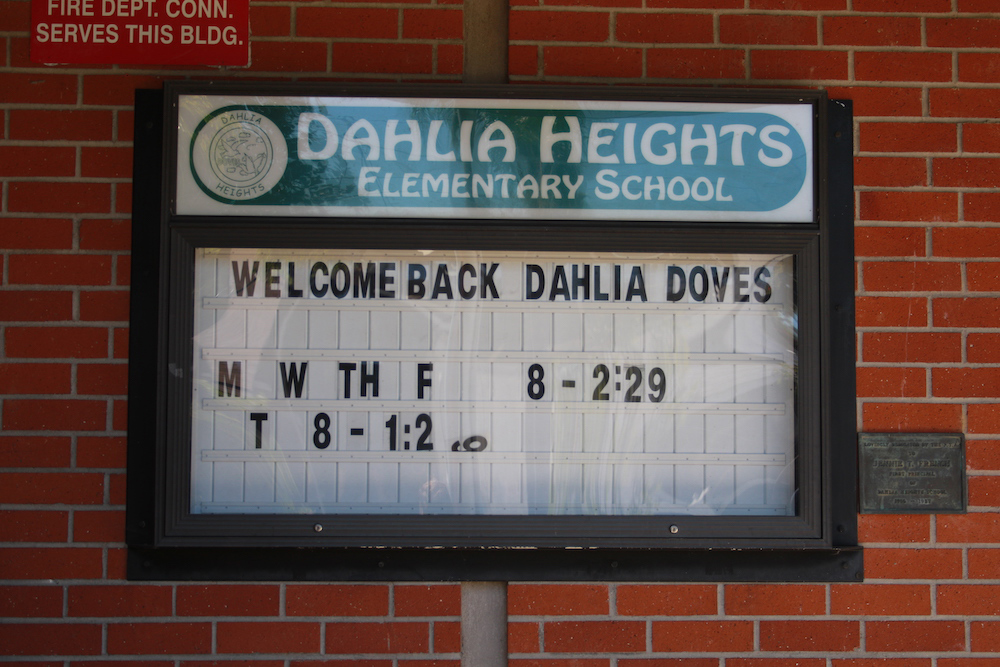 FIRE DEPT. CONN.
SERVES THIS BLDG.
DAHLIA
HEIGHTS
DAHLIA HEIGHTS
ELEMENTARY SCHOOL
WELCOME BACK DAHLIA DOVES
M W TH F 8 - 2:29
T 8 - 1:29